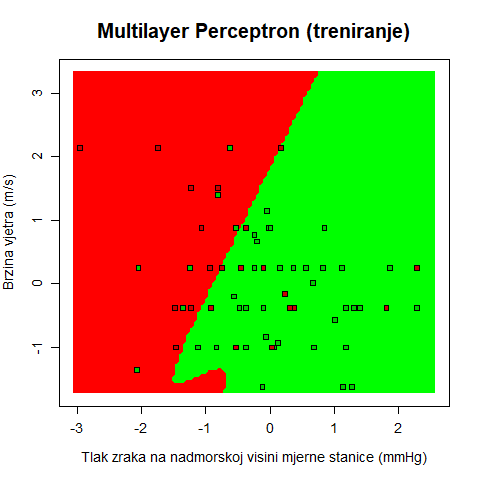 Multilayer Perceptron (treniranje)
3
2
1
0
-1
Brzina vjetra (m/s)
-3 -2 -1 0 1 2
Tlak zraka na nadmorskoj visini mjerne stanice (mmHg)